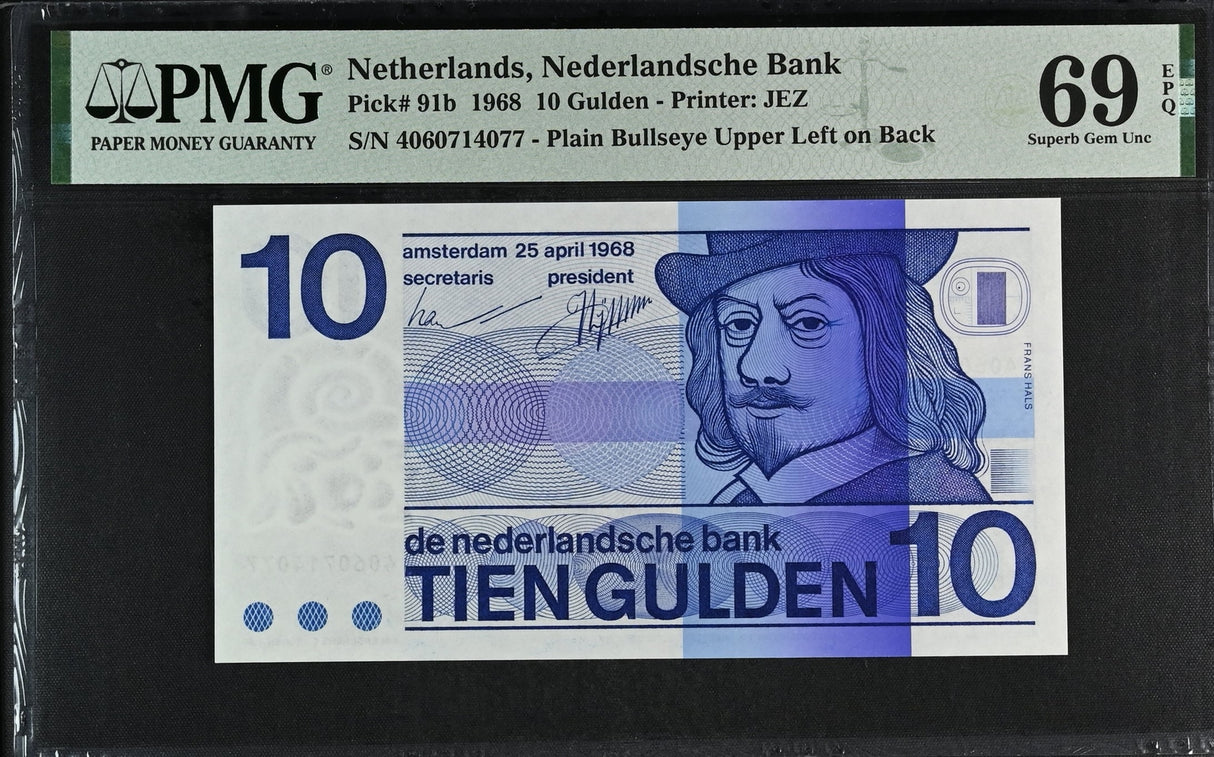 PMG®
PAPER MONEY GUARANTY
Netherlands, Nederlandsche Bank
Pick# 91b 1968 10 Gulden - Printer: JEZ
S/N 4060714077 - Plain Bullseye Upper Left on Back
69
EPQ
Superb Gem Unc
10
amsterdam 25 april 1968
secretaris president
FRANS HALS
de nederlandsche bank
TIEN GULDEN
10